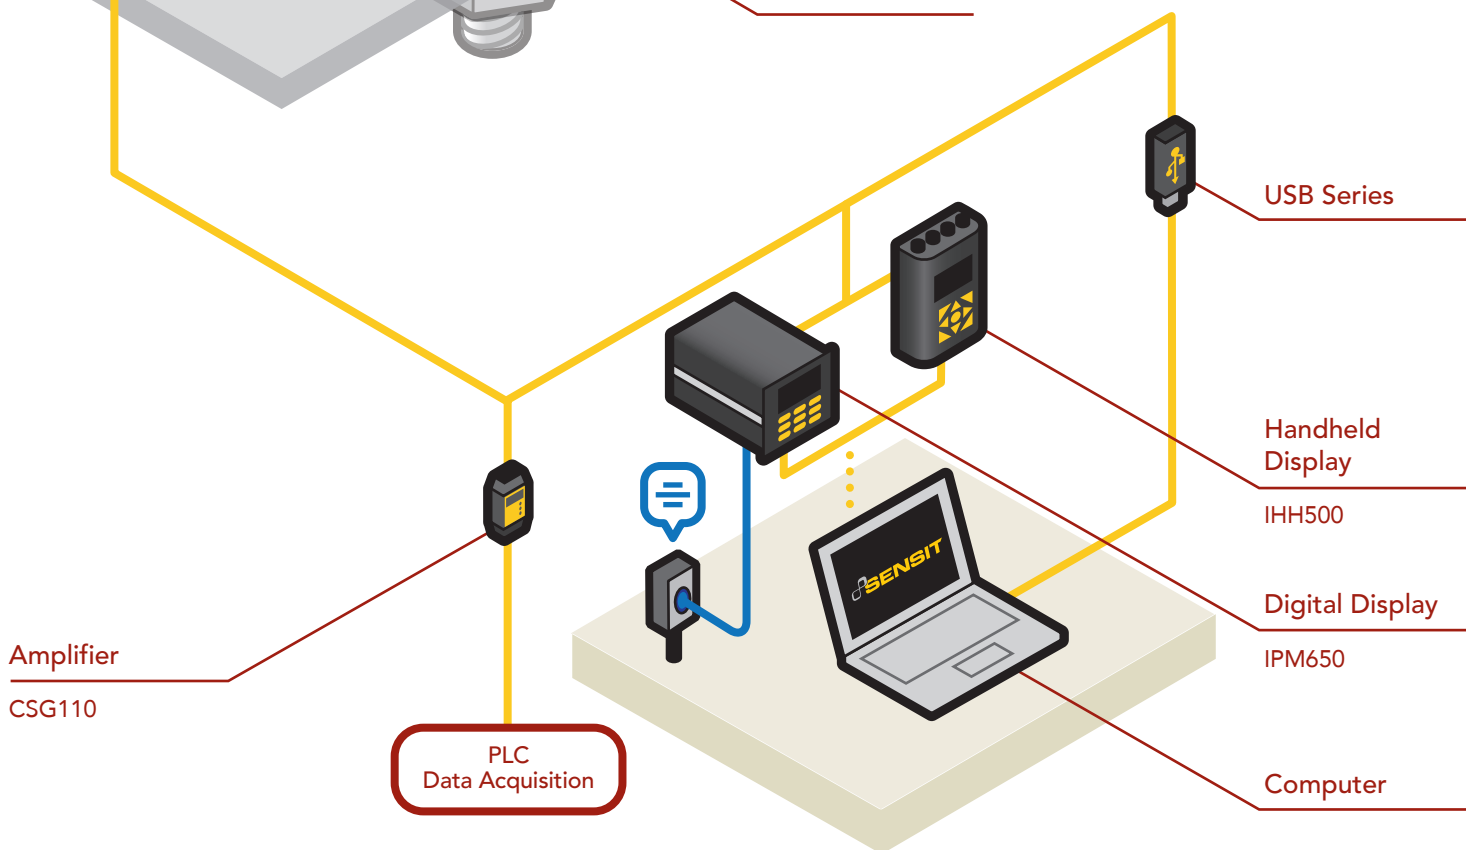 USB Series
Handheld
Display
IHH500
SENSIT
Digital Display
IPM650
Amplifier
CSG110
PLC
Data Acquisition
Computer